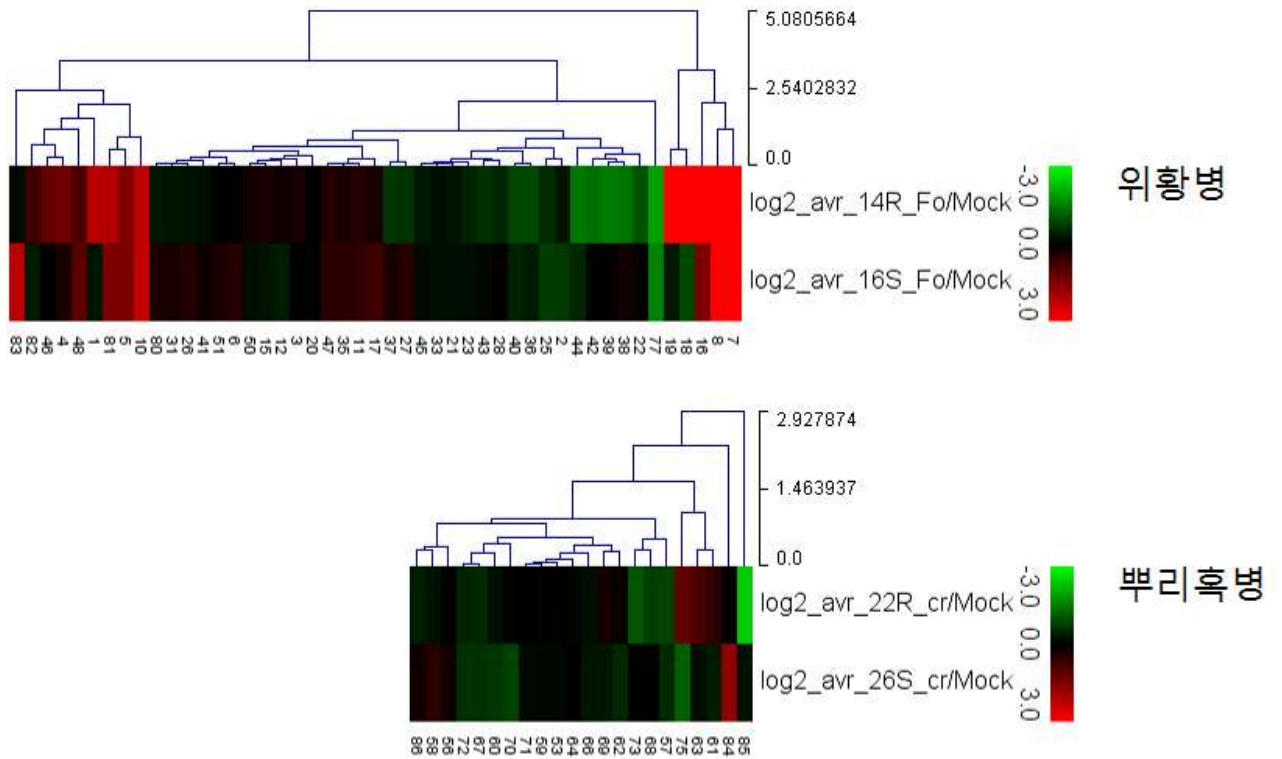 5.0805664
2.5402832
0.0
log2_avr_14R_Fo/Mock
log2_avr_16S_Fo/Mock
-3.0 0.0 3.0
위황병
83 82 46 4 48 1 81 5 10 80 31 26 41 51 6 50 15 12 3 20 47 35 11 17 37 27 45 33 21 23 43 28 40 36 25 2 44 42 39 38 22 77 19 18 16 8 7
2.927874
1.463937
0.0
log2_avr_22R_cr/Mock
log2_avr_26S_cr/Mock
-3.0 0.0 3.0
뿌리혹병
86 58 56 72 67 60 70 71 59 53 64 66 69 62 73 68 57 75 63 61 84 85